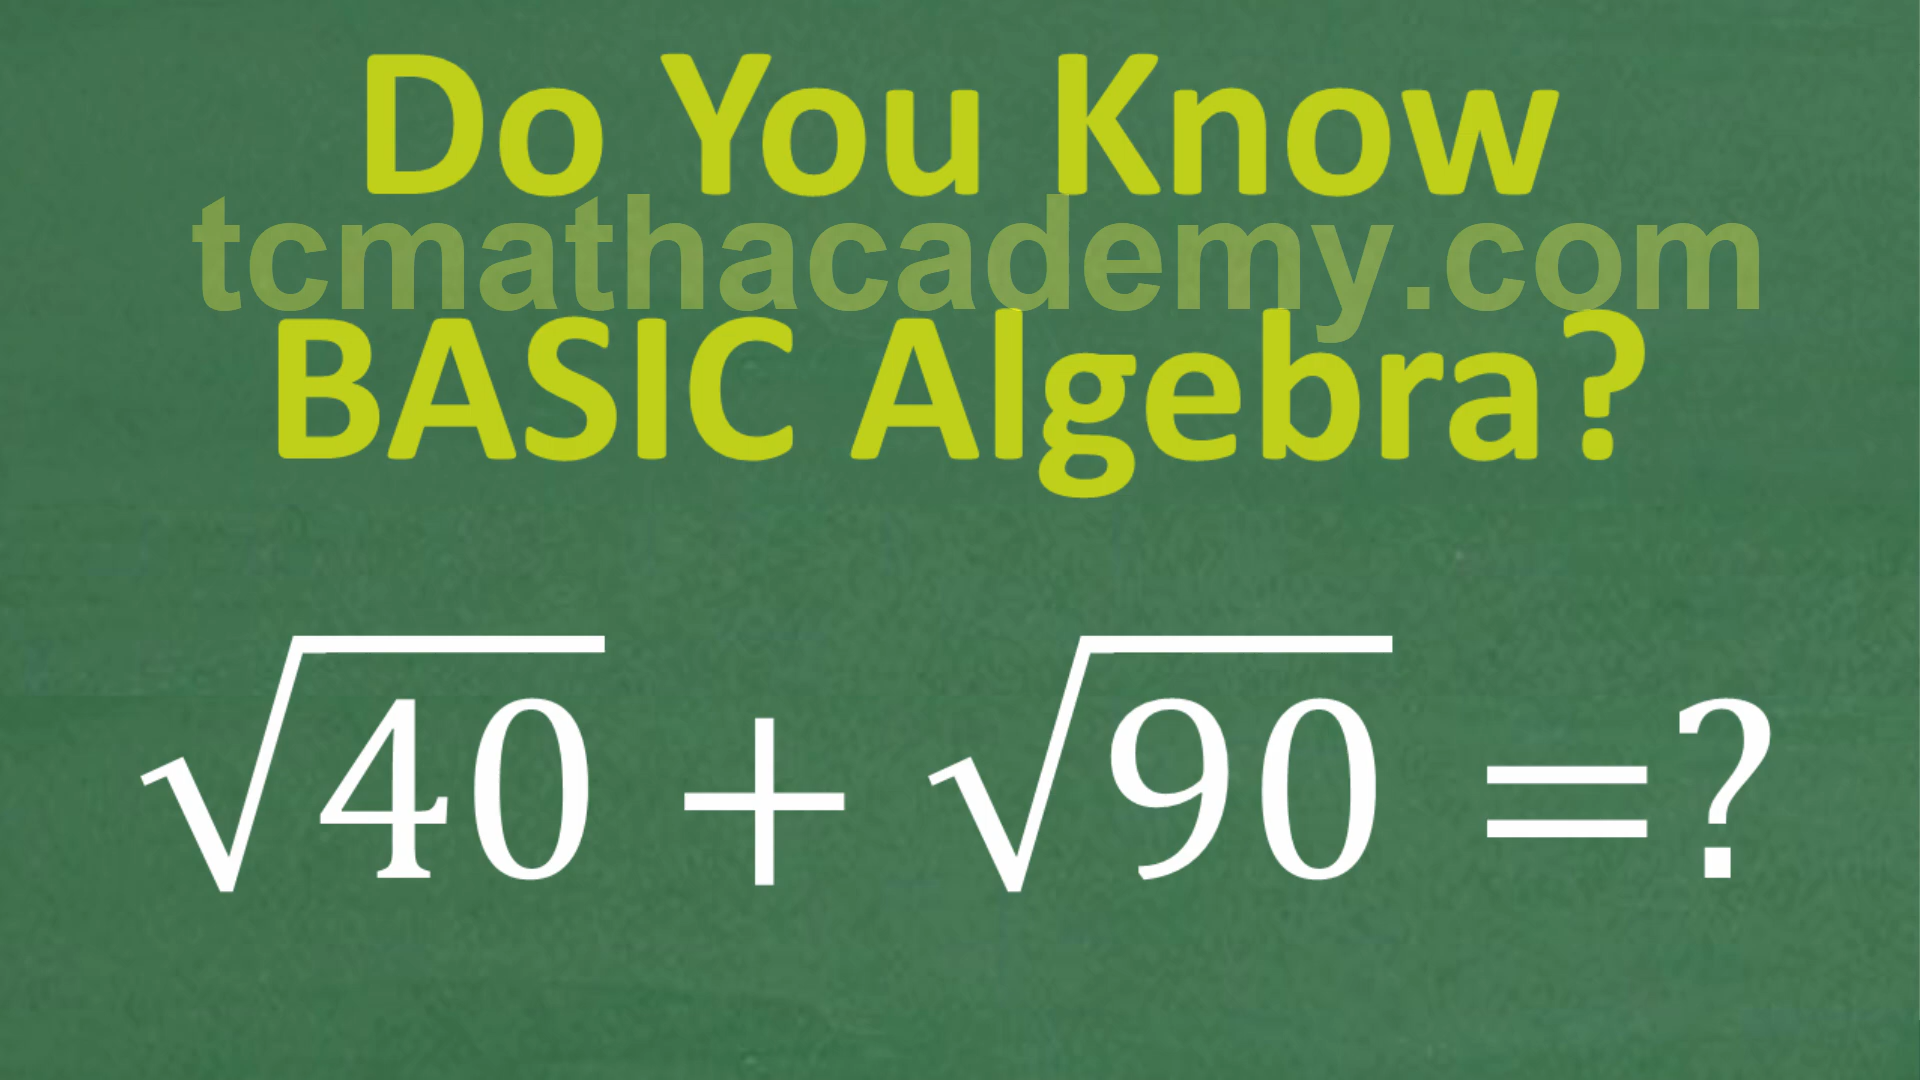 Do You Know
tcmathacademy.com
BASIC Algebra?
√40 + √90 =?